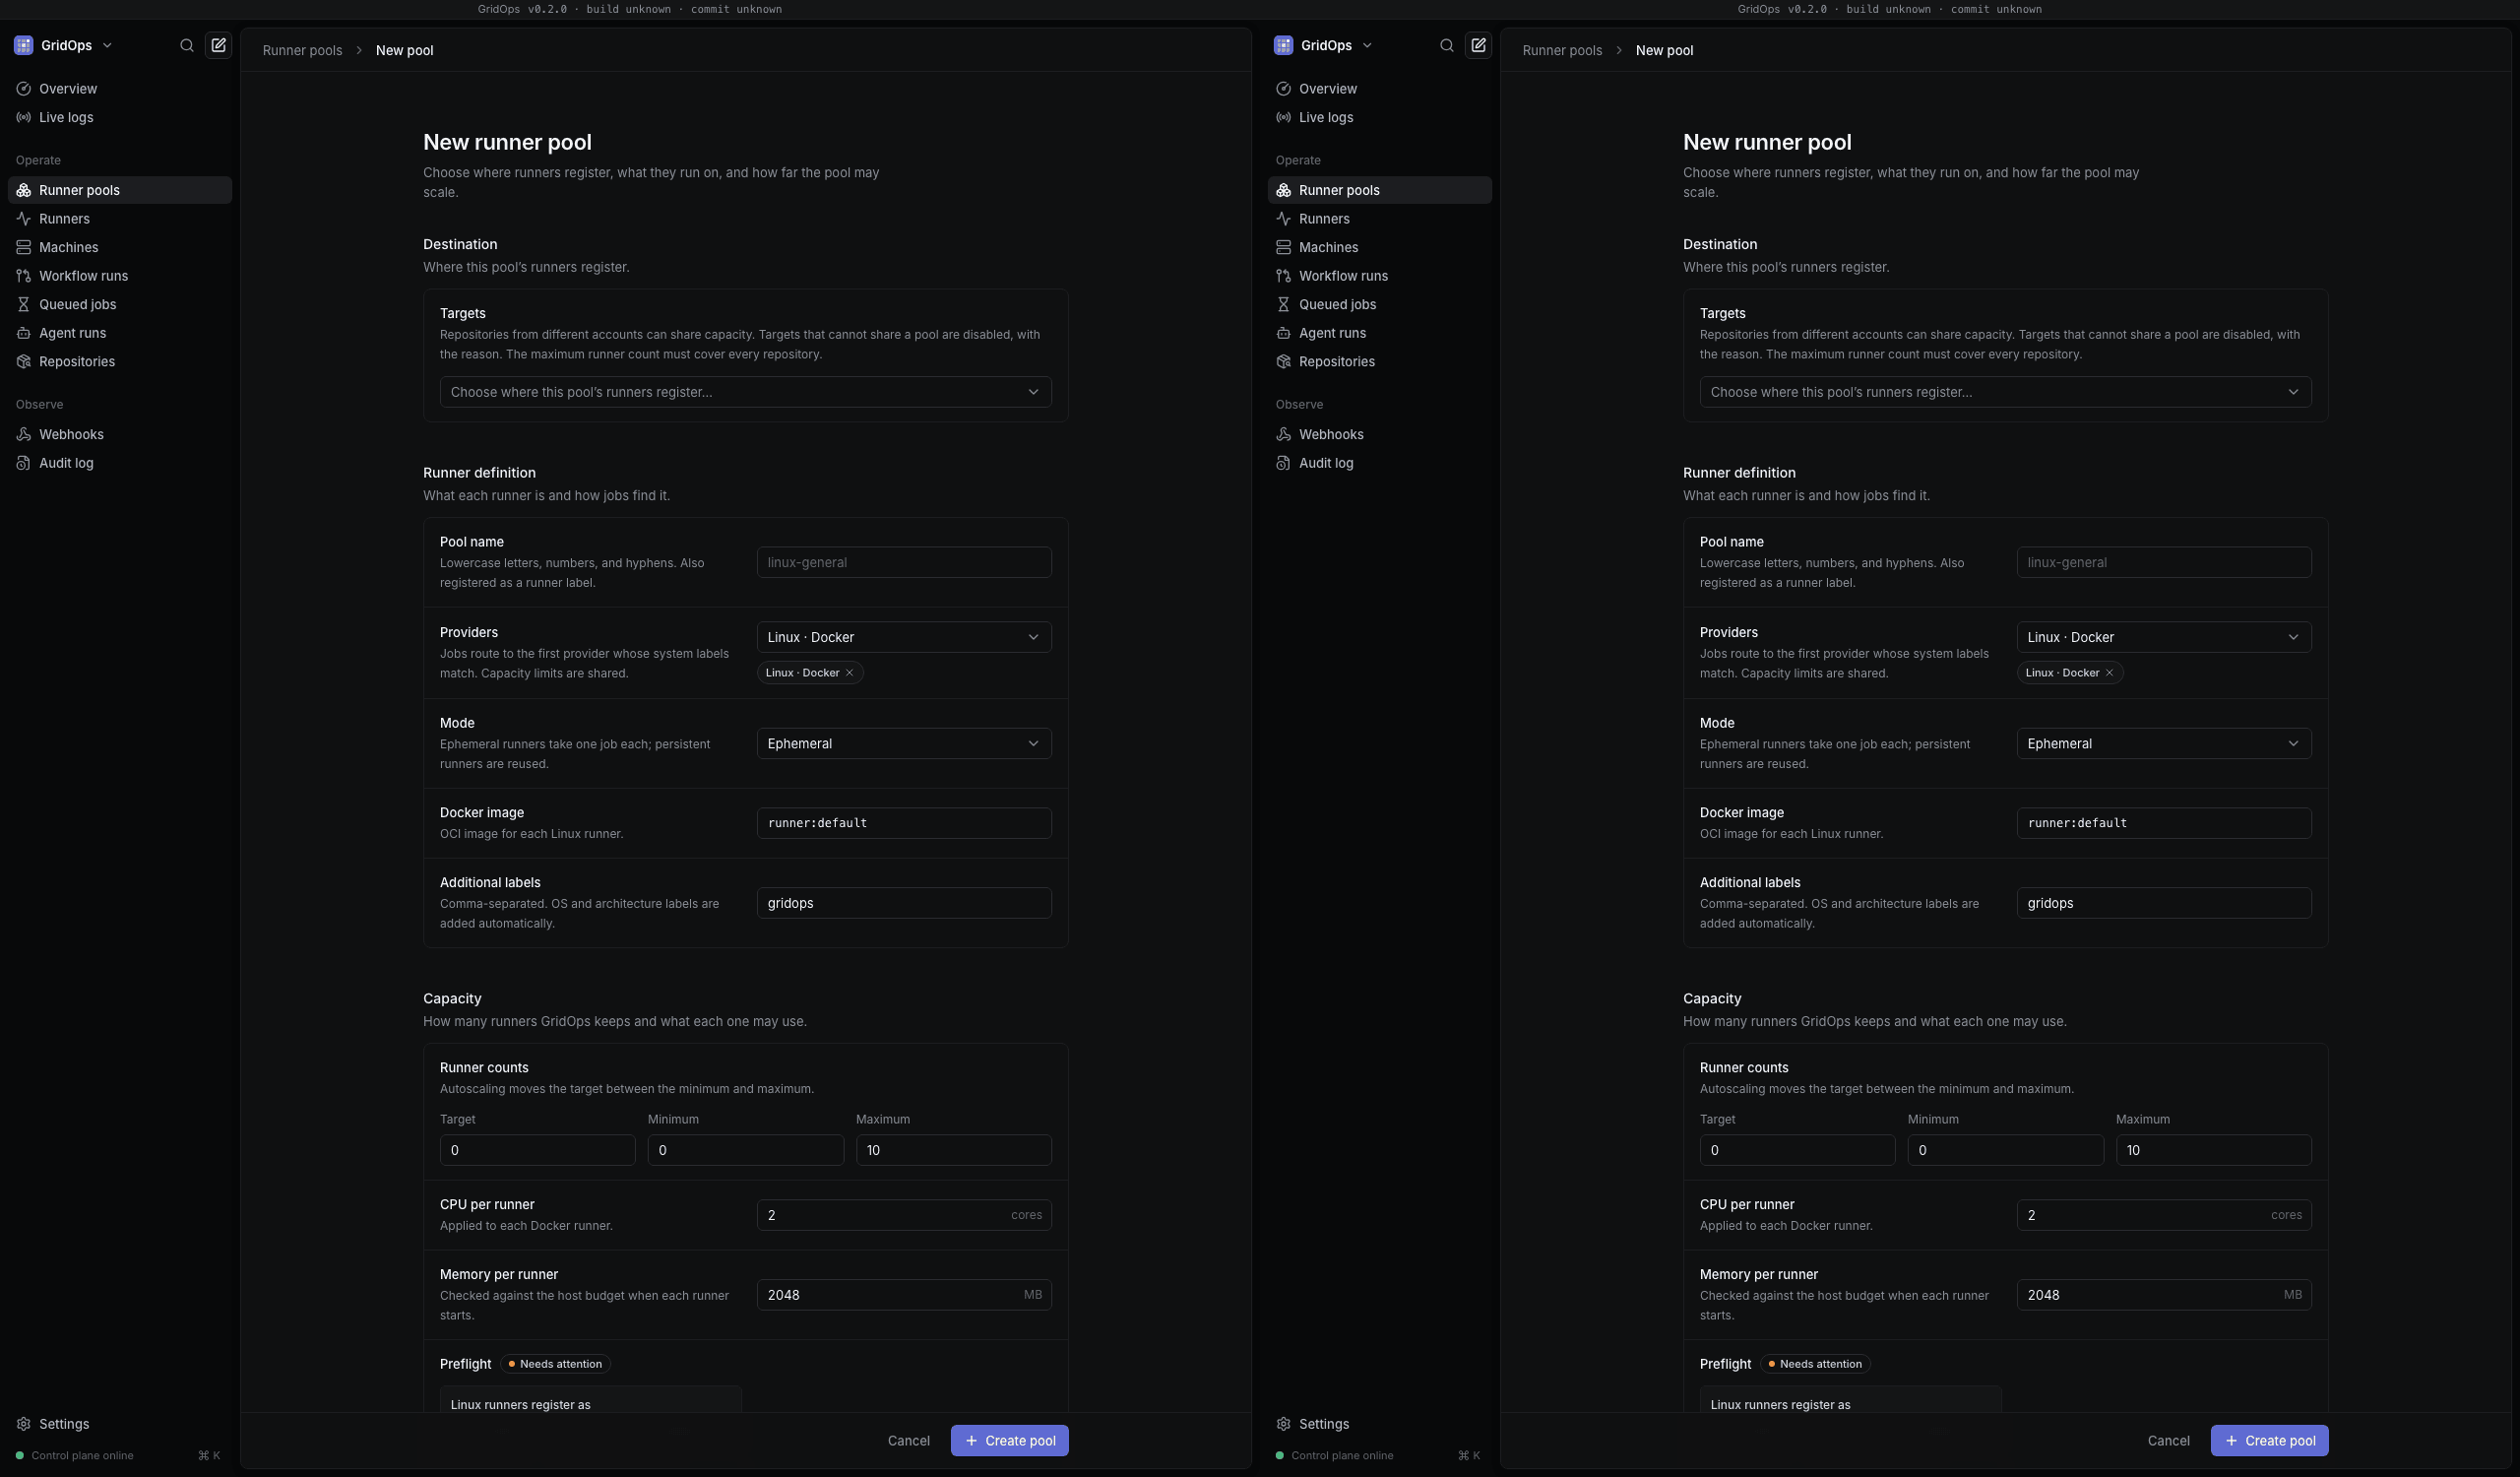 GridOps v0.2.0 · build unknown · commit unknown
GridOps
Runner pools > New pool
Overview
Live logs
Operate
Runner pools
Runners
Machines
Workflow runs
Queued jobs
Agent runs
Repositories
Observe
Webhooks
Audit log
Settings
Control plane online ⌘ K
New runner pool
Choose where runners register, what they run on, and how far the pool may
scale.
Destination
Where this pool’s runners register.
Targets
Repositories from different accounts can share capacity. Targets that cannot share a pool are disabled, with
the reason. The maximum runner count must cover every repository.
Choose where this pool’s runners register...
Runner definition
What each runner is and how jobs find it.
Pool name
Lowercase letters, numbers, and hyphens. Also
registered as a runner label.
linux-general
Providers
Jobs route to the first provider whose system labels
match. Capacity limits are shared.
Linux · Docker
Linux · Docker ×
Mode
Ephemeral runners take one job each; persistent
runners are reused.
Ephemeral
Docker image
OCI image for each Linux runner.
runner:default
Additional labels
Comma-separated. OS and architecture labels are
added automatically.
gridops
Capacity
How many runners GridOps keeps and what each one may use.
Runner counts
Autoscaling moves the target between the minimum and maximum.
Target Minimum Maximum
0 0 10
CPU per runner
Applied to each Docker runner.
2 cores
Memory per runner
Checked against the host budget when each runner
starts.
2048 MB
Preflight Needs attention
Linux runners register as
Cancel + Create pool
GridOps v0.2.0 · build unknown · commit unknown
GridOps
Runner pools > New pool
Overview
Live logs
Operate
Runner pools
Runners
Machines
Workflow runs
Queued jobs
Agent runs
Repositories
Observe
Webhooks
Audit log
Settings
Control plane online ⌘ K
New runner pool
Choose where runners register, what they run on, and how far the pool may
scale.
Destination
Where this pool’s runners register.
Targets
Repositories from different accounts can share capacity. Targets that cannot share a pool are disabled, with
the reason. The maximum runner count must cover every repository.
Choose where this pool’s runners register...
Runner definition
What each runner is and how jobs find it.
Pool name
Lowercase letters, numbers, and hyphens. Also
registered as a runner label.
linux-general
Providers
Jobs route to the first provider whose system labels
match. Capacity limits are shared.
Linux · Docker
Linux · Docker ×
Mode
Ephemeral runners take one job each; persistent
runners are reused.
Ephemeral
Docker image
OCI image for each Linux runner.
runner:default
Additional labels
Comma-separated. OS and architecture labels are
added automatically.
gridops
Capacity
How many runners GridOps keeps and what each one may use.
Runner counts
Autoscaling moves the target between the minimum and maximum.
Target Minimum Maximum
0 0 10
CPU per runner
Applied to each Docker runner.
2 cores
Memory per runner
Checked against the host budget when each runner
starts.
2048 MB
Preflight Needs attention
Linux runners register as
Cancel + Create pool